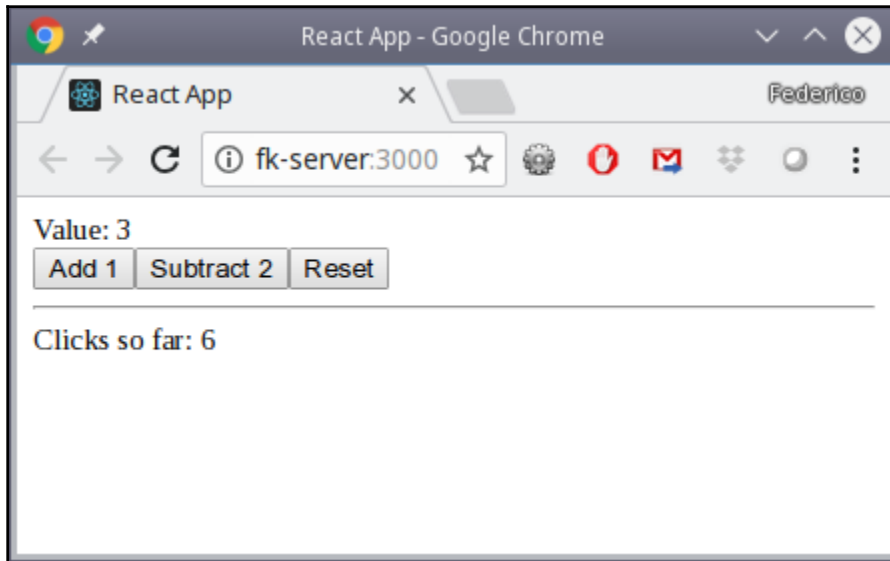 React App - Google Chrome
React App
Federico
fk-server:3000
Value: 3
Add 1 Subtract 2 Reset
Clicks so far: 6